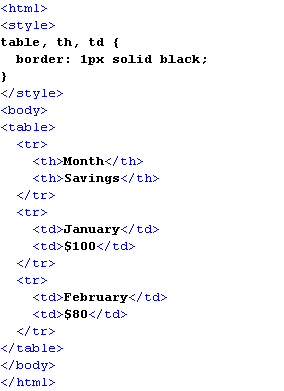 <html>
<style>
table, th, td {
  border: 1px solid black;
}
</style>
<body>
<table>
  <tr>
    <th>Month</th>
    <th>Savings</th>
  </tr>
  <tr>
    <td>January</td>
    <td>$100</td>
  </tr>
  <tr>
    <td>February</td>
    <td>$80</td>
  </tr>
</table>
</body>
</html>